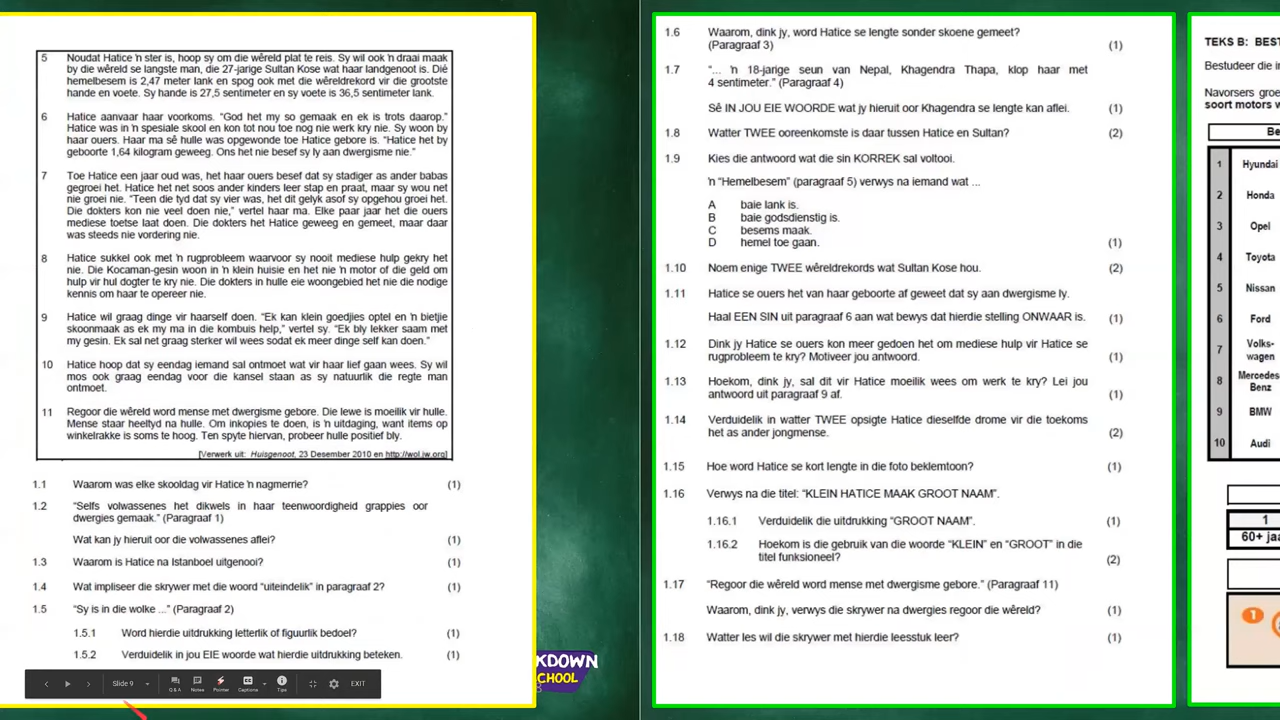 5 Noudat Hatice 'n ster is, hoop sy om die wêreld plat te reis. Sy wil ook 'n draai maak
by die wêreld se langste man, die 27-jarige Sultan Kose wat haar landgenoot is. Dié
hemelbesem is 2,47 meter lank en spog ook met die wêreldrekord vir die grootste
hande en voete. Sy hande is 27,5 sentimeter en sy voete is 36,5 sentimeter lank.
6 Hatice aanvaar haar voorkoms. “God het my so gemaak en ek is trots daarop.”
Hatice was in 'n spesiale skool en kon tot nou toe nog nie werk kry nie. Sy woon by
haar ouers. Haar ma sê hulle was opgewonde toe Hatice gebore is. “Hatice het by
geboorte 1,64 kilogram geweeg. Ons het nie besef sy ly aan dwergisme nie.”
7 Toe Hatice een jaar oud was, het haar ouers besef dat sy stadiger as ander babas
gegroei het. Hatice het net soos ander kinders leer stap en praat, maar sy wou net
nie groei nie. “Teen die tyd dat sy vier was, het dit gelyk asof sy opgehou groei het.
Die dokters kon nie veel doen nie,” vertel haar ma. Elke paar jaar het die ouers
mediese toetse laat doen. Die dokters het Hatice geweeg en gemeet, maar daar
was steeds nie vordering nie.
8 Hatice sukkel ook met 'n rugprobleem waarvoor sy nooit mediese hulp gekry het
nie. Die Kocaman-gesin woon in 'n klein huisie en het nie 'n motor of die geld om
hulp vir hul dogter te kry nie. Die dokters in hulle eie woongebied het nie die nodige
kennis om haar te opereer nie.
9 Hatice wil graag dinge vir haarself doen. “Ek kan klein goedjies optel en 'n bietjie
skoonmaak as ek my ma in die kombuis help,” vertel sy. “Ek bly lekker saam met
my gesin. Ek sal net graag sterker wil wees sodat ek meer dinge self kan doen.”
10 Hatice hoop dat sy eendag iemand sal ontmoet wat vir haar lief gaan wees. Sy wil
mos ook graag eendag voor die kansel staan as sy natuurlik die regte man
ontmoet.
11 Regoor die wêreld word mense met dwergisme gebore. Die lewe is moeilik vir hulle.
Mense staar heeltyd na hulle. Om inkopies te doen, is 'n uitdaging, want items op
winkelrakke is soms te hoog. Ten spyte hiervan, probeer hulle positief bly.
[Verwerk uit: Huisgenoot, 23 Desember 2010 en http://wol.jw.org]
1.1 Waarom was elke skooldag vir Hatice 'n nagmerrie? (1)
1.2 “Selfs volwassenes het dikwels in haar teenwoordigheid grappies oor
dwergies gemaak.” (Paragraaf 1)
Wat kan jy hieruit oor die volwassenes aflei? (1)
1.3 Waarom is Hatice na Istanboel uitgenooi? (1)
1.4 Wat impliseer die skrywer met die woord “uiteindelik” in paragraaf 2? (1)
1.5 “Sy is in die wolke ...” (Paragraaf 2)
1.5.1 Word hierdie uitdrukking letterlik of figuurlik bedoel? (1)
1.5.2 Verduidelik in jou EIE woorde wat hierdie uitdrukking beteken. (1)
Slide 9 Q & A Notes Pointer Captions Tips EXIT
KDOWN
SCHOOL
1.6 Waarom, dink jy, word Hatice se lengte sonder skoene gemeet?
(Paragraaf 3) (1)
1.7 “... 'n 18-jarige seun van Nepal, Khagendra Thapa, klop haar met
4 sentimeter.” (Paragraaf 4)
Sê IN JOU EIE WOORDE wat jy hieruit oor Khagendra se lengte kan aflei. (1)
1.8 Watter TWEE ooreenkomste is daar tussen Hatice en Sultan? (2)
1.9 Kies die antwoord wat die sin KORREK sal voltooi.
'n “Hemelbesem” (paragraaf 5) verwys na iemand wat ...
A baie lank is.
B baie godsdienstig is.
C besems maak.
D hemel toe gaan. (1)
1.10 Noem enige TWEE wêreldrekords wat Sultan Kose hou. (2)
1.11 Hatice se ouers het van haar geboorte af geweet dat sy aan dwergisme ly.
Haal EEN SIN uit paragraaf 6 aan wat bewys dat hierdie stelling ONWAAR is. (1)
1.12 Dink jy Hatice se ouers kon meer gedoen het om mediese hulp vir Hatice se
rugprobleem te kry? Motiveer jou antwoord. (1)
1.13 Hoekom, dink jy, sal dit vir Hatice moeilik wees om werk te kry? Lei jou
antwoord uit paragraaf 9 af. (1)
1.14 Verduidelik in watter TWEE opsigte Hatice dieselfde drome vir die toekoms
het as ander jongmense. (2)
1.15 Hoe word Hatice se kort lengte in die foto beklemtoon? (1)
1.16 Verwys na die titel: “KLEIN HATICE MAAK GROOT NAAM”.
1.16.1 Verduidelik die uitdrukking “GROOT NAAM”. (1)
1.16.2 Hoekom is die gebruik van die woorde “KLEIN” en “GROOT” in die
titel funksioneel? (2)
1.17 “Regoor die wêreld word mense met dwergisme gebore.” (Paragraaf 11)
Waarom, dink jy, verwys die skrywer na dwergies regoor die wêreld? (1)
1.18 Watter les wil die skrywer met hierdie leesstuk leer? (1)
TEKS B: BEST
Bestudeer die i
Navorsers groe
soort motors w
Be
1 Hyundai
2 Honda
3 Opel
4 Toyota
5 Nissan
6 Ford
7 Volks-
wagen
8 Mercedes
Benz
9 BMW
10 Audi
1
60+ jaa
1